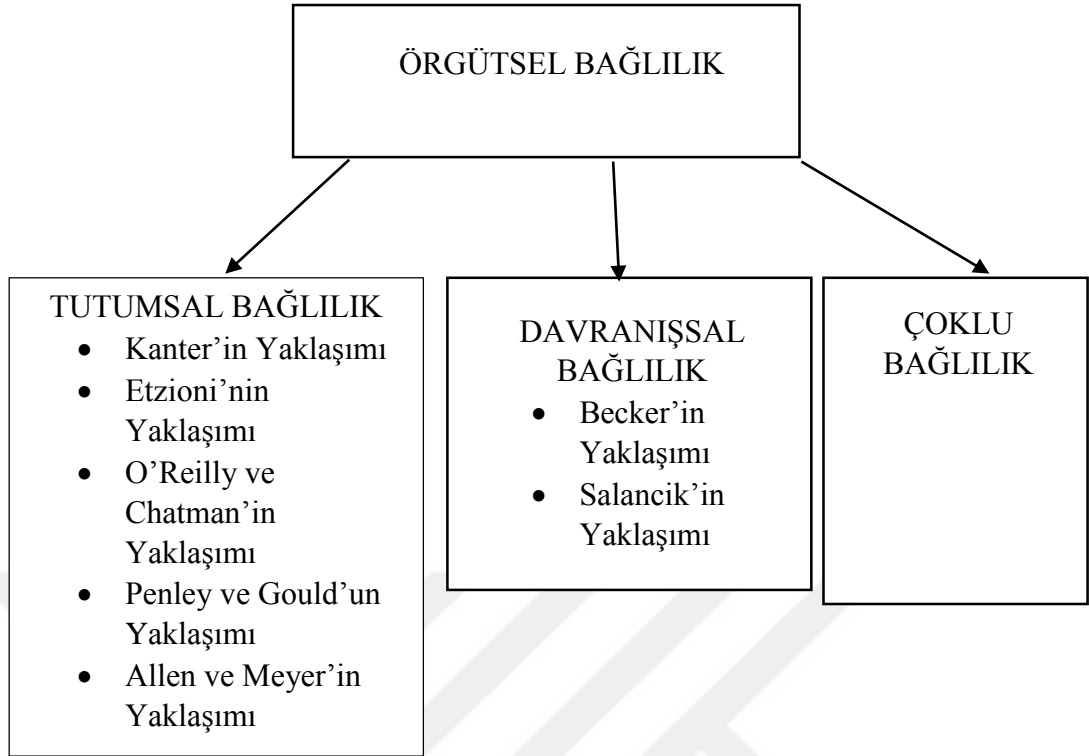 ÖRGÜTSEL BAĞLILIK
TUTUMSAL BAĞLILIK
• Kanter’in Yaklaşımı
• Etzioni’nin
Yaklaşımı
• O’Reilly ve
Chatman’in
Yaklaşımı
• Penley ve Gould’un
Yaklaşımı
• Allen ve Meyer’in
Yaklaşımı
DAVRANIŞSAL
BAĞLILIK
• Becker’in
Yaklaşımı
• Salancik’in
Yaklaşımı
ÇOKLU
BAĞLILIK